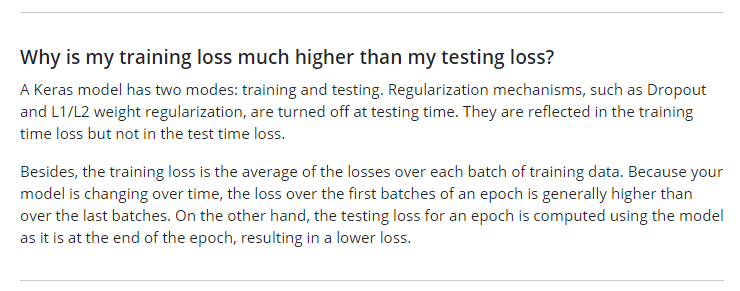 Why is my training loss much higher than my testing loss?
A Keras model has two modes: training and testing. Regularization mechanisms, such as Dropout
and L1/L2 weight regularization, are turned off at testing time. They are reflected in the training
time loss but not in the test time loss.
Besides, the training loss is the average of the losses over each batch of training data. Because your
model is changing over time, the loss over the first batches of an epoch is generally higher than
over the last batches. On the other hand, the testing loss for an epoch is computed using the model
as it is at the end of the epoch, resulting in a lower loss.